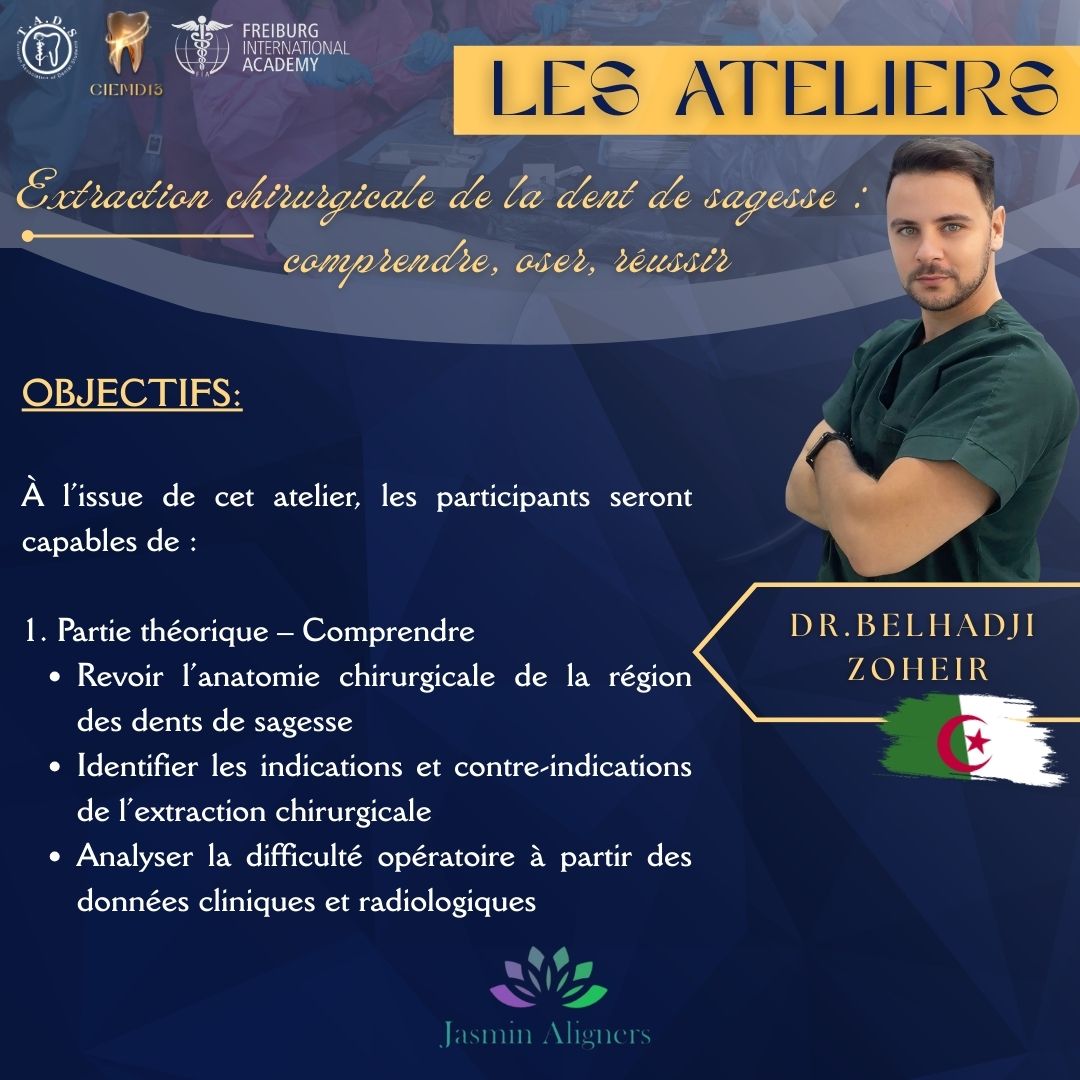 T.A.D.S
CIEMD13
FREIBURG
INTERNATIONAL
ACADEMY
FIA
LES ATELIERS
Extraction chirurgicale de la dent de sagesse :
comprendre, oser, réussir
OBJECTIFS:
À l'issue de cet atelier, les participants seront
capables de :
1. Partie théorique – Comprendre
• Revoir l'anatomie chirurgicale de la région
des dents de sagesse
• Identifier les indications et contre-indications
de l'extraction chirurgicale
• Analyser la difficulté opératoire à partir des
données cliniques et radiologiques
DR.BELHADJI
ZOHEIR
Jasmin Aligners